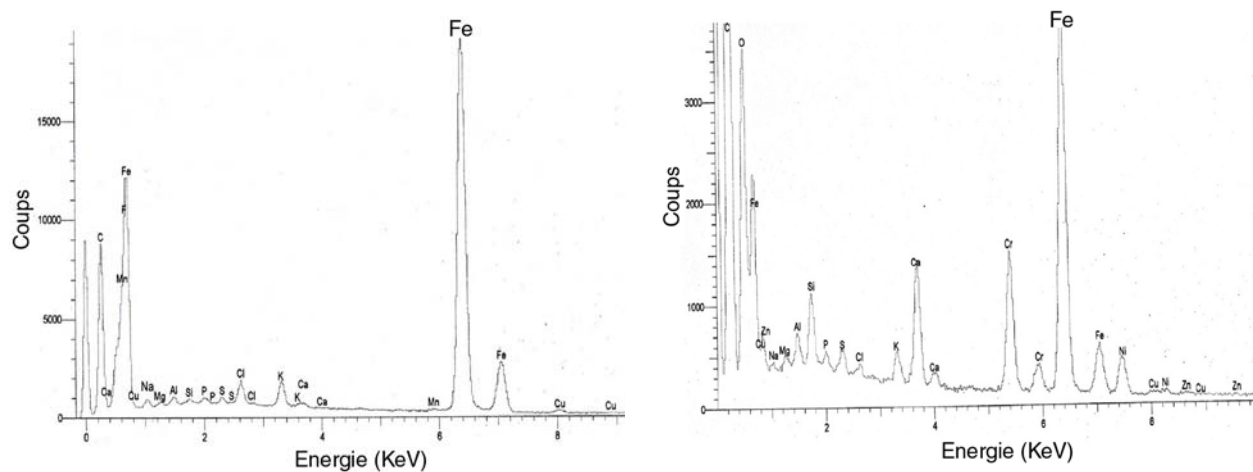 Fe
15000
10000
5000
0
Coups
Fe
F
C
Mn
Ca
Cu
Na
Mg
Al
Si
P
P
S
S
Cl
Cl
K
K
Ca
Ca
Mn
Fe
Cu
Cu
0 2 4 6 8
Energie (KeV)
Fe
3000
2000
1000
0
Coups
C
O
Fe
Zn
Cu
Na
Mg
Al
Si
P
S
Cl
K
Ca
Ca
Cr
Cr
Fe
Ni
Cu
Ni
Zn
Cu
Zn
2 4 6 8
Energie (KeV)